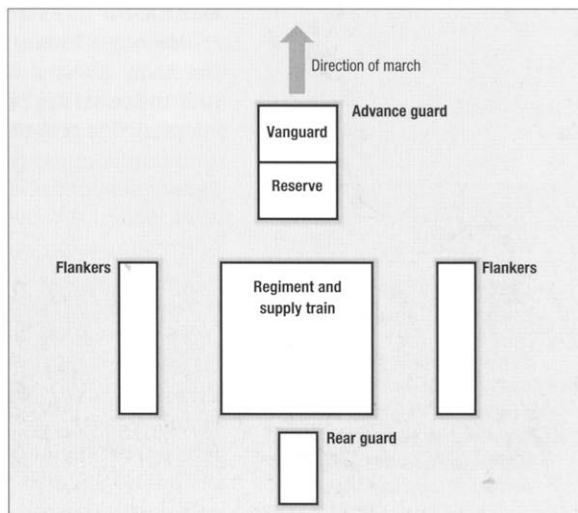 Direction of march
Advance guard
Vanguard
Reserve
Flankers
Regiment and
supply train
Flankers
Rear guard